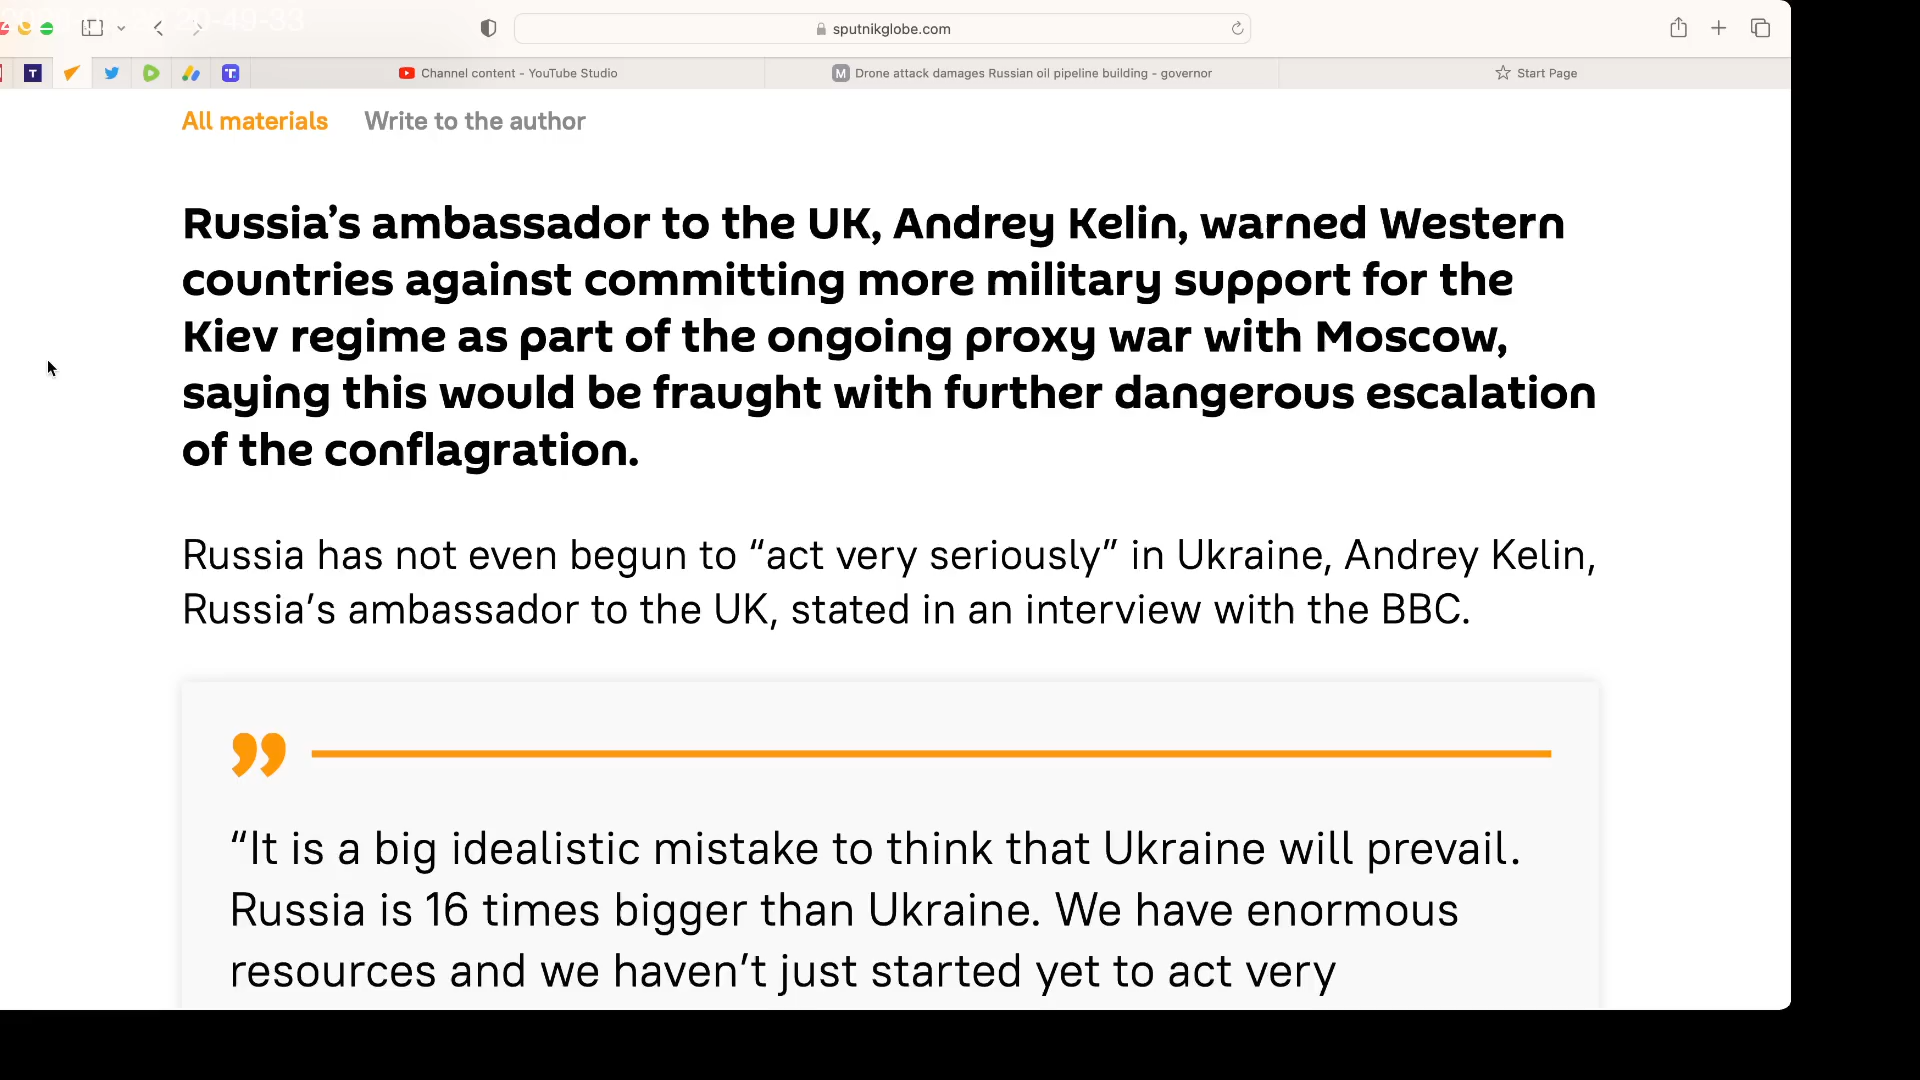 20-49-33
sputnikglobe.com
T
T:
Channel content - YouTube Studio
M
Drone attack damages Russian oil pipeline building - governor
Start Page
All materials
Write to the author
Russia’s ambassador to the UK, Andrey Kelin, warned Western
countries against committing more military support for the
Kiev regime as part of the ongoing proxy war with Moscow,
saying this would be fraught with further dangerous escalation
of the conflagration.
Russia has not even begun to “act very seriously” in Ukraine, Andrey Kelin,
Russia’s ambassador to the UK, stated in an interview with the BBC.
”
“It is a big idealistic mistake to think that Ukraine will prevail.
Russia is 16 times bigger than Ukraine. We have enormous
resources and we haven’t just started yet to act very